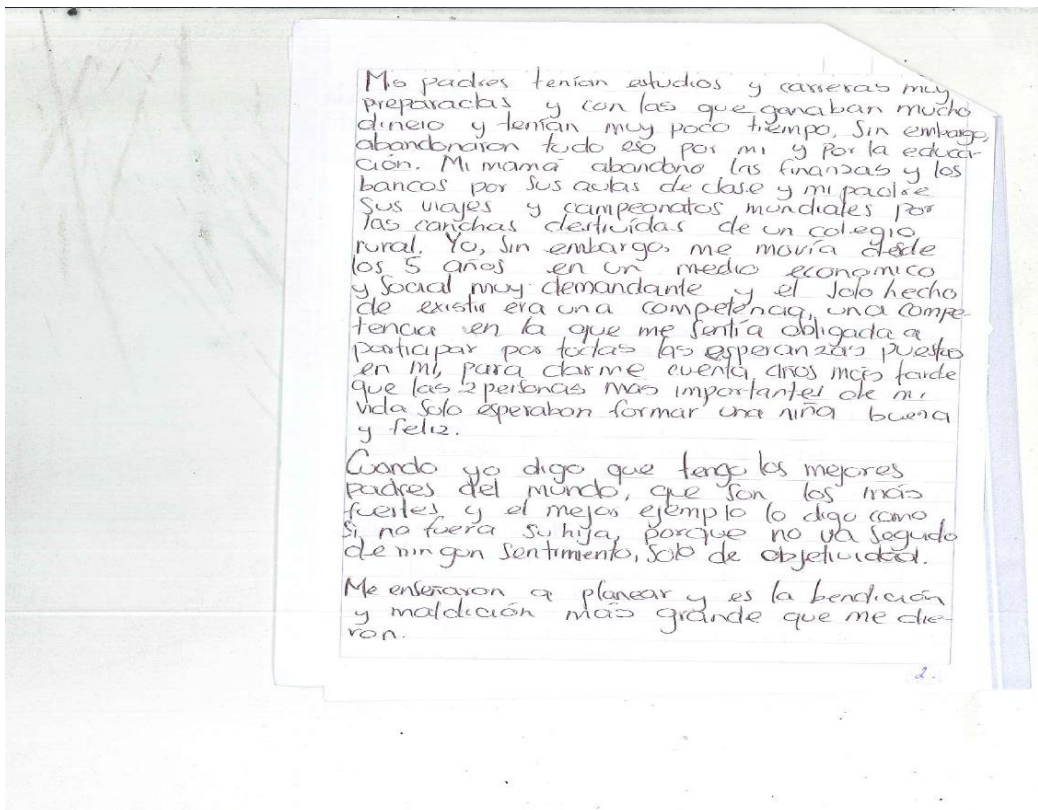 Mis padres tenían estudios y carreras muy
preparadas y con las que ganaban mucho
dinero y tenían muy poco tiempo, Sin embargo,
abandonaron todo eso por mi y por la educa-
ción. Mi mamá abandono las finanzas y los
bancos por sus aulas de clase y mi padre
Sus viajes y campeonatos mundiales por
las canchas destruídas de un colegio
rural. Yo, sin embargo, me movía desde
los 5 años en un medio economico
y social muy demandante y el solo hecho
de existir era una competencia, una compe-
tencia en la que me sentía obligada a
participar por todas las esperanzas puestas
en mi, para darme cuenta, años más tarde
que las 2 personas mas importantes de mi
vida solo esperaban formar una niña buena
y feliz.
Cuando yo digo que tengo los mejores
padres del mundo, que son los más
fuertes y el mejor ejemplo lo digo como
si no fuera su hija, porque no va seguido
de ningun sentimiento, solo de objetividad.
Me enseñaron a planear y es la bendición
y maldición más grande que me die-
ron.
2.